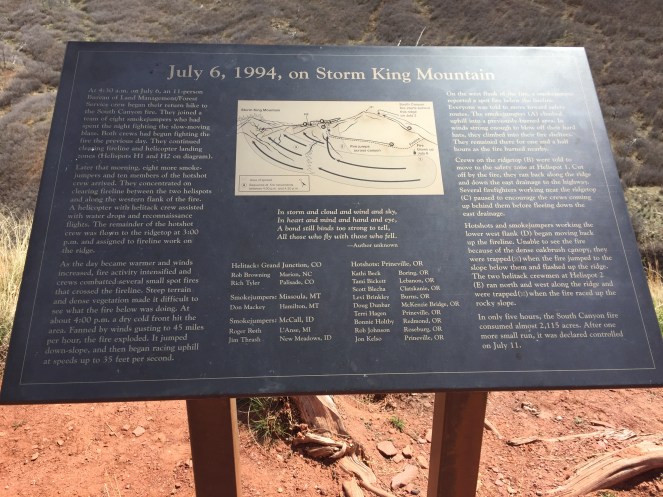 July 6, 1994, on Storm King Mountain
At 4:30 a.m. on July 6, an 11-person
Bureau of Land Management/Forest
Service crew began their return hike to
the South Canyon fire. They joined a
team of eight smokejumpers who had
spent the night fighting the slow-moving
blaze. Both crews had begun fighting the
fire the previous day. They continued
clearing fireline and helicopter landing
zones (Helispots H1 and H2 on diagram).
Later that morning, eight more smoke-
jumpers and ten members of the hotshot
crew arrived. They concentrated on
clearing fireline between the two helispots
and along the western flank of the fire.
A helicopter with helitack crew assisted
with water drops and reconnaissance
flights. The remainder of the hotshot
crew was flown to the ridgetop at 3:00
p.m. and assigned to fireline work on
the ridge.
As the day became warmer and winds
increased, fire activity intensified and
crews combatted several small spot fires
that crossed the fireline. Steep terrain
and dense vegetation made it difficult to
see what the fire below was doing. At
about 4:00 p.m. a dry cold front hit the
area. Fanned by winds gusting to 45 miles
per hour, the fire exploded. It jumped
down-slope, and then began racing uphill
at speeds up to 35 feet per second.
Storm King Mountain
In storm and cloud and wind and sky,
In heart and mind and hand and eye,
A bond still binds too strong to tell,
All those who fly with those who fell.
—Author unknown
Helitack: Grand Junction, CO
Rob Browning Marion, NC
Rich Tyler Palisade, CO
Smokejumpers: Missoula, MT
Don Mackey Hamilton, MT
Smokejumpers: McCall, ID
Roger Roth L'Anse, MI
Jim Thrash New Meadows, ID
Hotshots: Prineville, OR
Kathi Beck Boring, OR
Tami Bickett Lebanon, OR
Scott Blecha Clatskanie, OR
Levi Brinkley Burns, OR
Doug Dunbar McKenzie Bridge, OR
Terri Hagen Prineville, OR
Bonnie Holtby Redmond, OR
Rob Johnson Roseburg, OR
Jon Kelso Prineville, OR
On the west flank of the fire, a smokejumper
reported a spot fire below the
Everyone was told to move toward safety
routes. The smokejumpers (A) headed
uphill into a previously burned area. In
winds strong enough to blow off their hard
hats, they climbed into their fire shelters.
They remained there for one and a half
hours as the fire burned nearby.
Crews on the ridgetop (B) were told to
move to the safety zone at Helispot 1. Cut
off by the fire, they ran back along the ridge
and down the east drainage to the highway.
Several firefighters working near the ridgetop
(C) paused to encourage the crews coming
up behind them before fleeing down the
east drainage.
Hotshots and smokejumpers working the
lower west flank (D) began moving back
up the fireline. Unable to see the fire
because of the dense oakbrush canopy, they
were trapped(x) when the fire jumped to the
slope below them and flashed up the ridge.
The two helitack crewmen at Helispot 2
(E) ran north and west along the ridge and
were trapped(x) when the fire raced up the
rocky slope.
In only five hours, the South Canyon fire
consumed almost 2,115 acres. After one
more small run, it was declared controlled
on July 11.